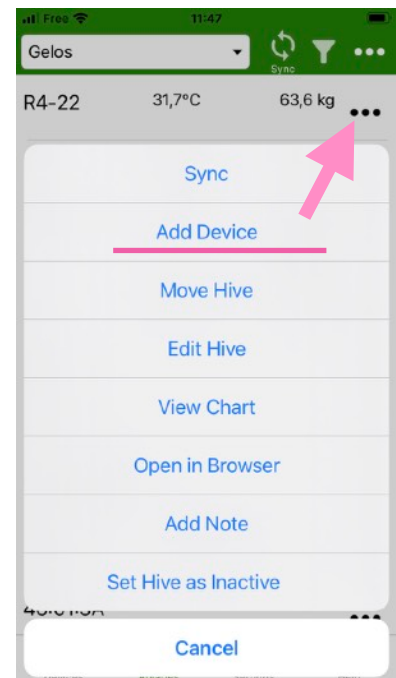 Free 11:47
Gelos
Sync
R4-22 31,7°C 63,6 kg
Sync
Add Device
Move Hive
Edit Hive
View Chart
Open in Browser
Add Note
Set Hive as Inactive
Cancel